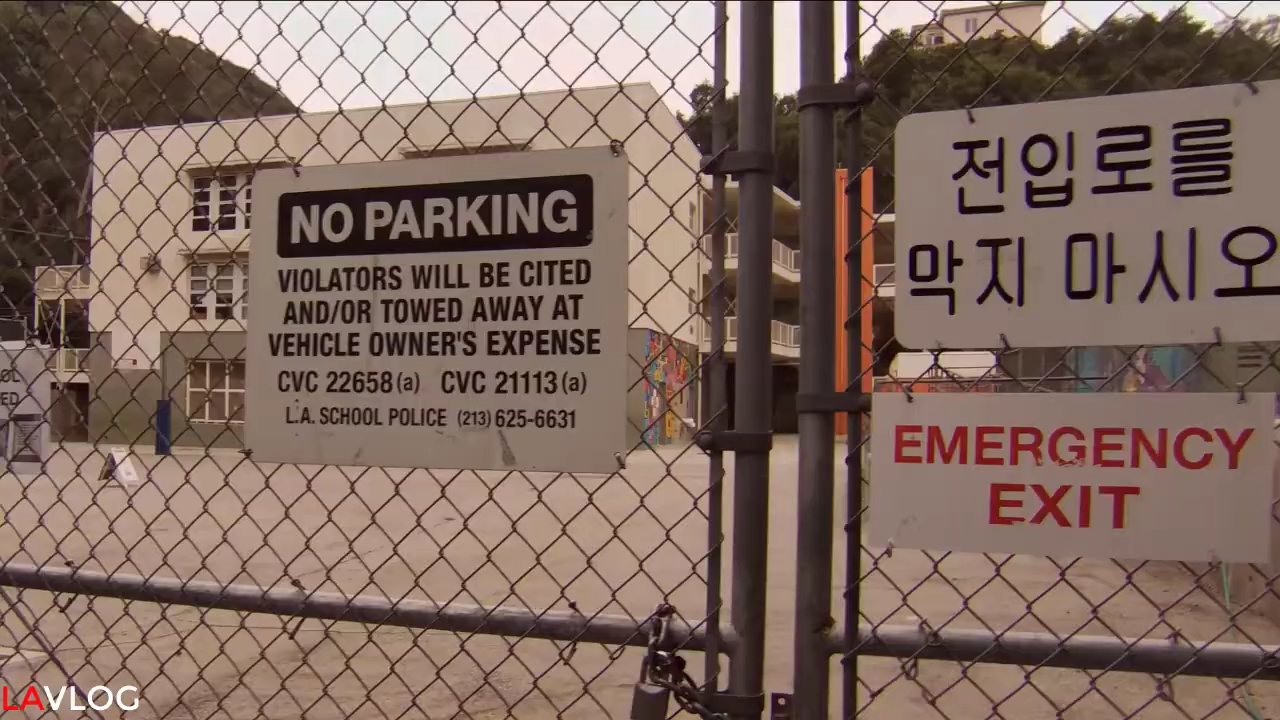 NO PARKING
VIOLATORS WILL BE CITED
AND/OR TOWED AWAY AT
VEHICLE OWNER'S EXPENSE
CVC 22658(a) CVC 21113(a)
L.A. SCHOOL POLICE (213) 625-6631
전입로를
막지 마시오
EMERGENCY
EXIT
LAVLOG